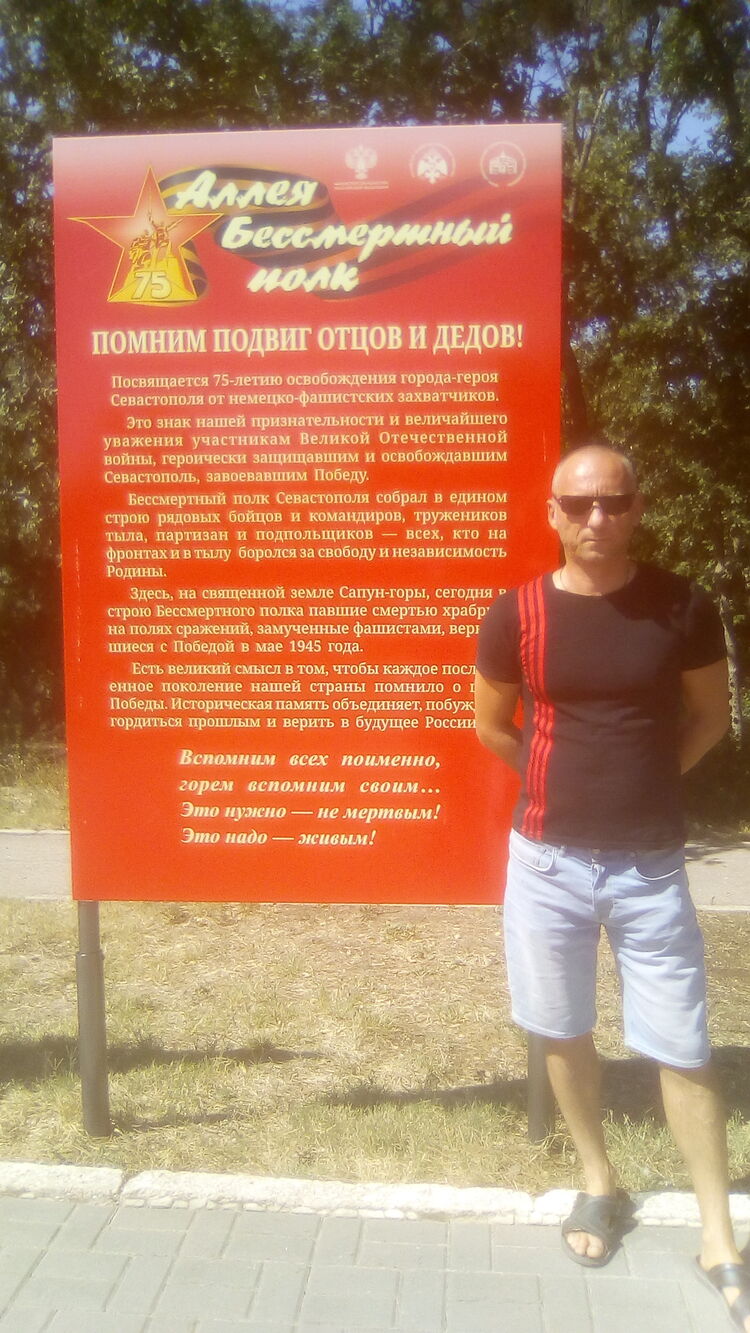 Аллея
Бессмертный
полк
75
ПОМНИМ ПОДВИГ ОТЦОВ И ДЕДОВ!
Посвящается 75-летию освобождения города-героя
Севастополя от немецко-фашистских захватчиков.
Это знак нашей признательности и величайшего
уважения участникам Великой Отечественной
войны, героически защищавшим и освобождавшим
Севастополь, завоевавшим Победу.
Бессмертный полк Севастополя собрал в едином
строю рядовых бойцов и командиров, тружеников
тыла, партизан и подпольщиков — всех, кто на
фронтах и в тылу боролся за свободу и независимость
Родины.
Здесь, на священной земле Сапун-горы, сегодня в
строю Бессмертного полка павшие смертью
на полях сражений, замученные фашистами,
шиеся с Победой в мае 1945 года.
Есть великий смысл в том, чтобы каждое
енное поколение нашей страны помнило о
Победы. Историческая память объединяет,
гордиться прошлым и верить в будущее России
Вспомним всех поименно,
горем вспомним своим...
Это нужно — не мертвым!
Это надо — живым!